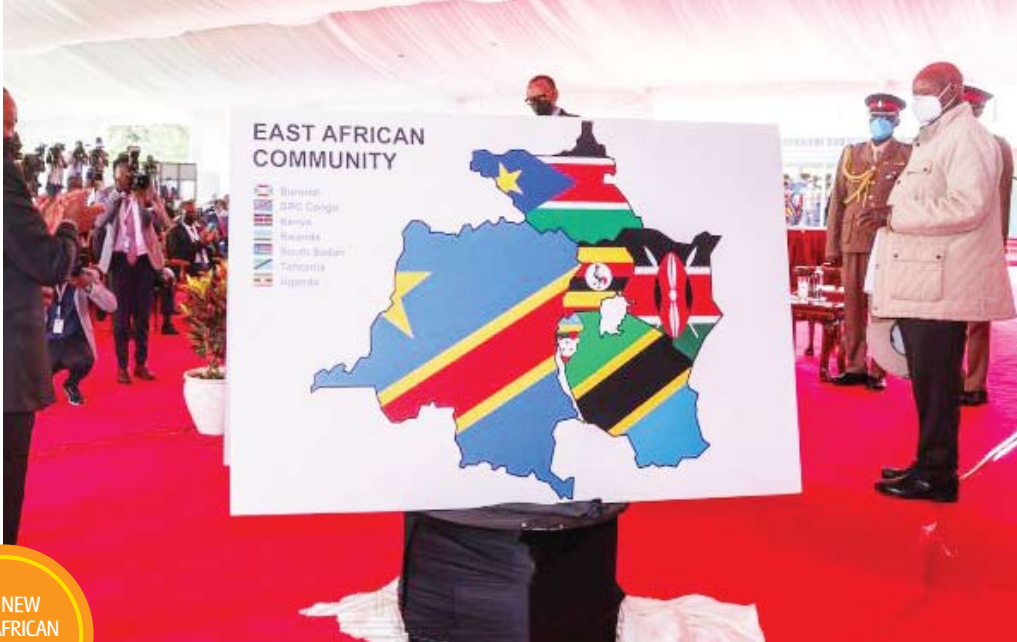 EAST AFRICAN
COMMUNITY
Burundi
DRC Congo
Kenya
Rwanda
South Sudan
Tanzania
Uganda
NEW
AFRICAN